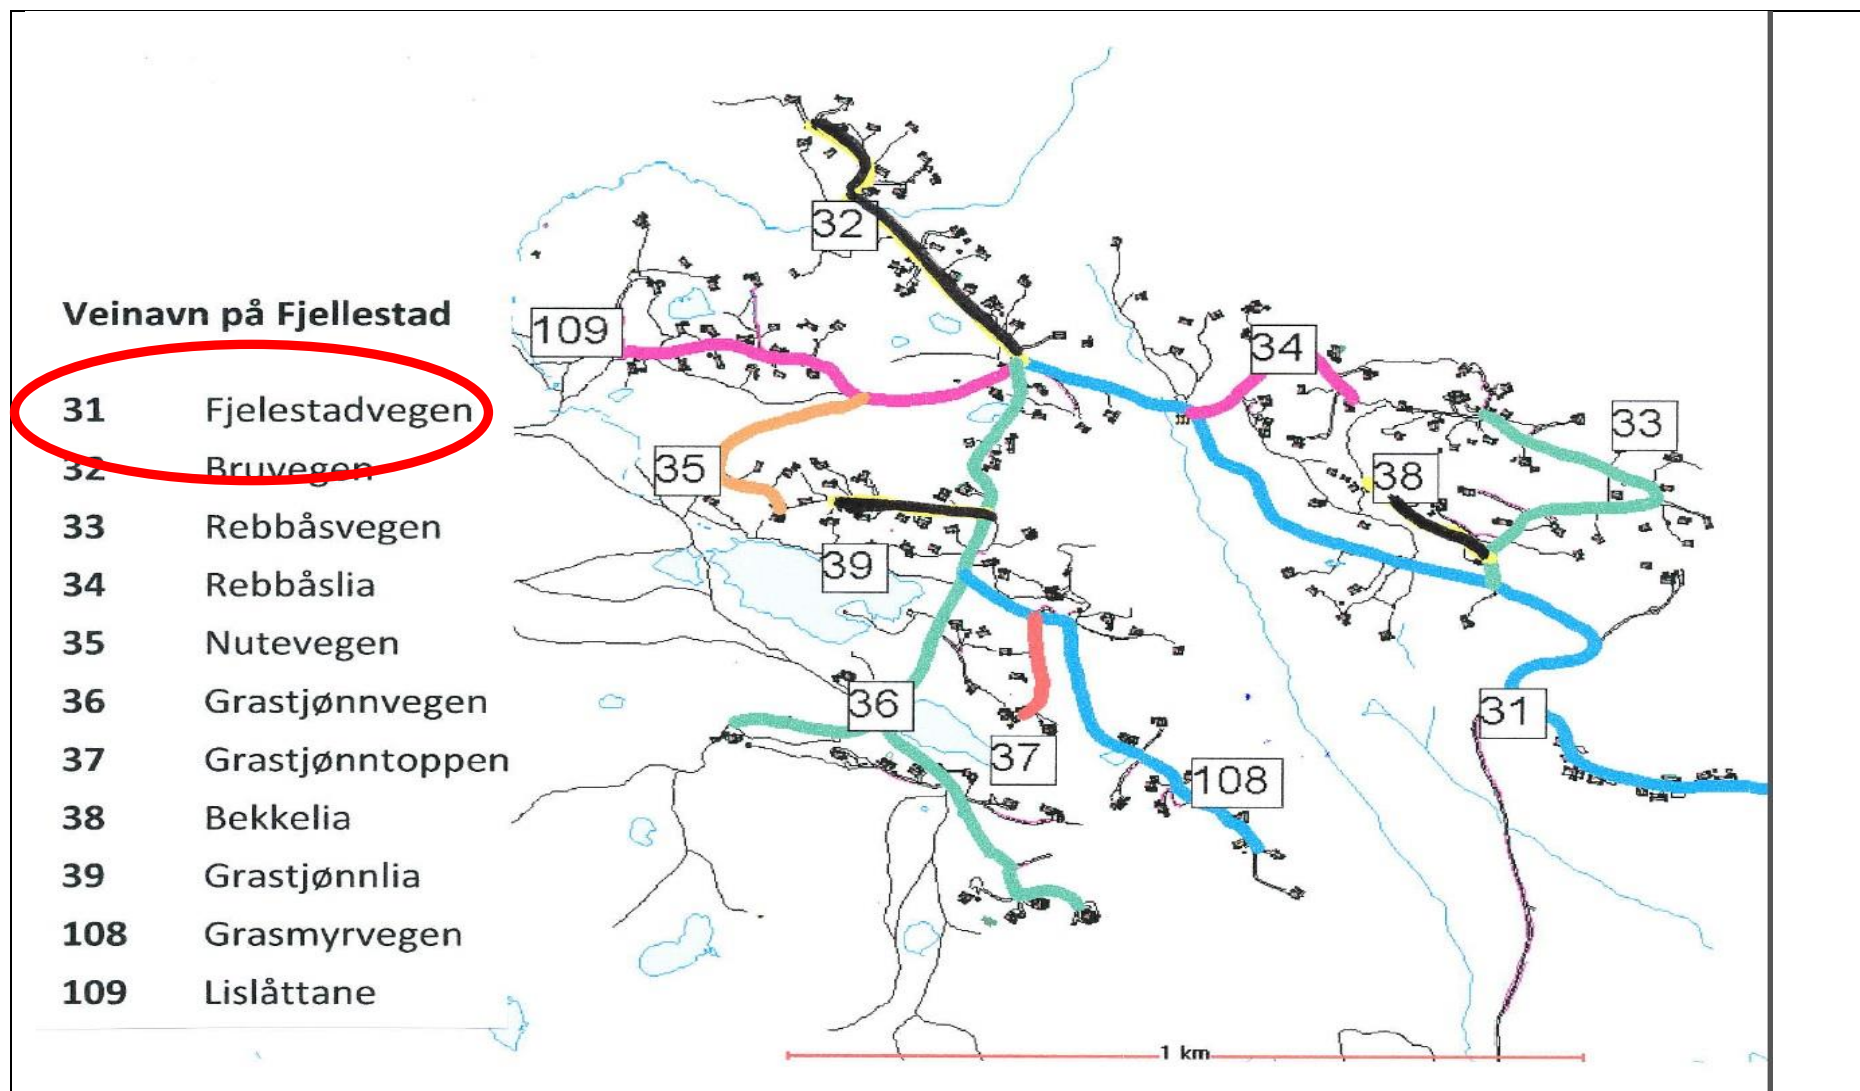 Veinavn på Fjellestad
31 Fjelestadvegen
32 Bruvegen
33 Rebbåsvegen
34 Rebbåslia
35 Nutevegen
36 Grastjønnvegen
37 Grastjønntoppen
38 Bekkelia
39 Grastjønnlia
108 Grasmyrvegen
109 Lislåttane
32
109
34
33
35
38
39
36
31
37
108
1 km